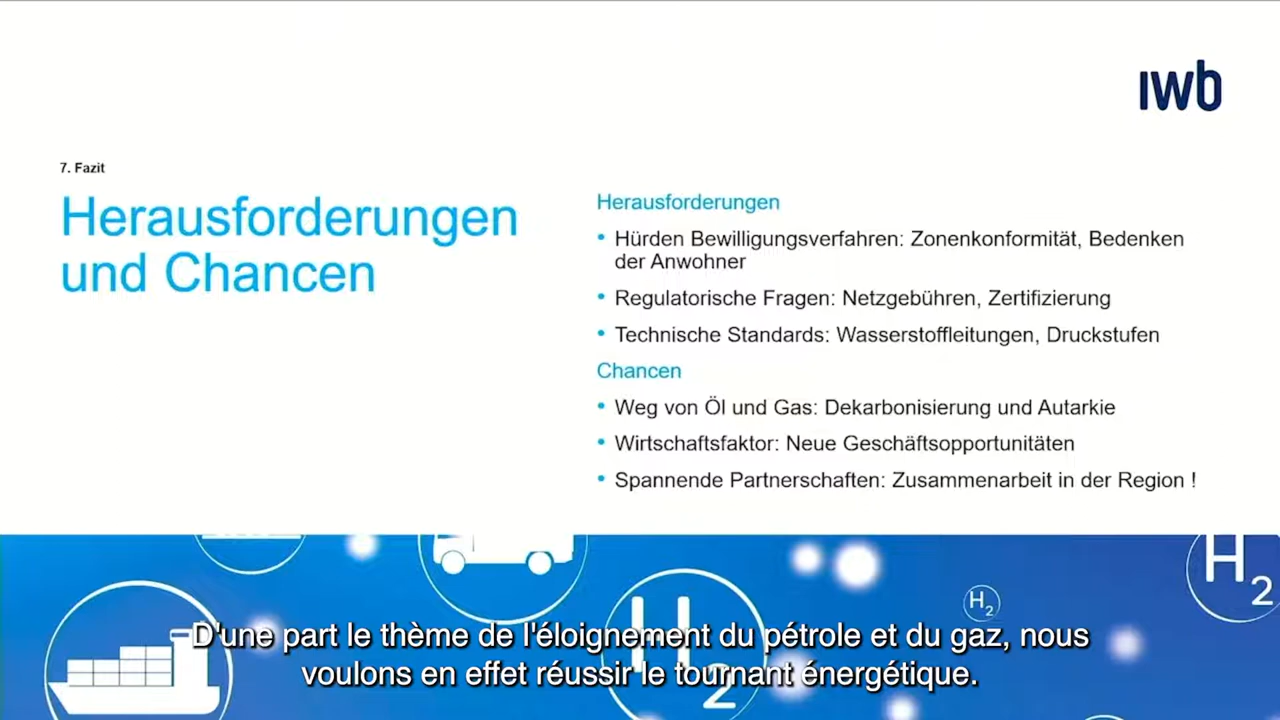 iwb
7. Fazit
Herausforderungen
und Chancen
Herausforderungen
• Hürden Bewilligungsverfahren: Zonenkonformität, Bedenken
der Anwohner
• Regulatorische Fragen: Netzgebühren, Zertifizierung
• Technische Standards: Wasserstoffleitungen, Druckstufen
Chancen
• Weg von Öl und Gas: Dekarbonisierung und Autarkie
• Wirtschaftsfaktor: Neue Geschäftsopportunitäten
• Spannende Partnerschaften: Zusammenarbeit in der Region !
H2
H2
H2
D'une part le thème de l'éloignement du pétrole et du gaz, nous
voulons en effet réussir le tournant énergétique.